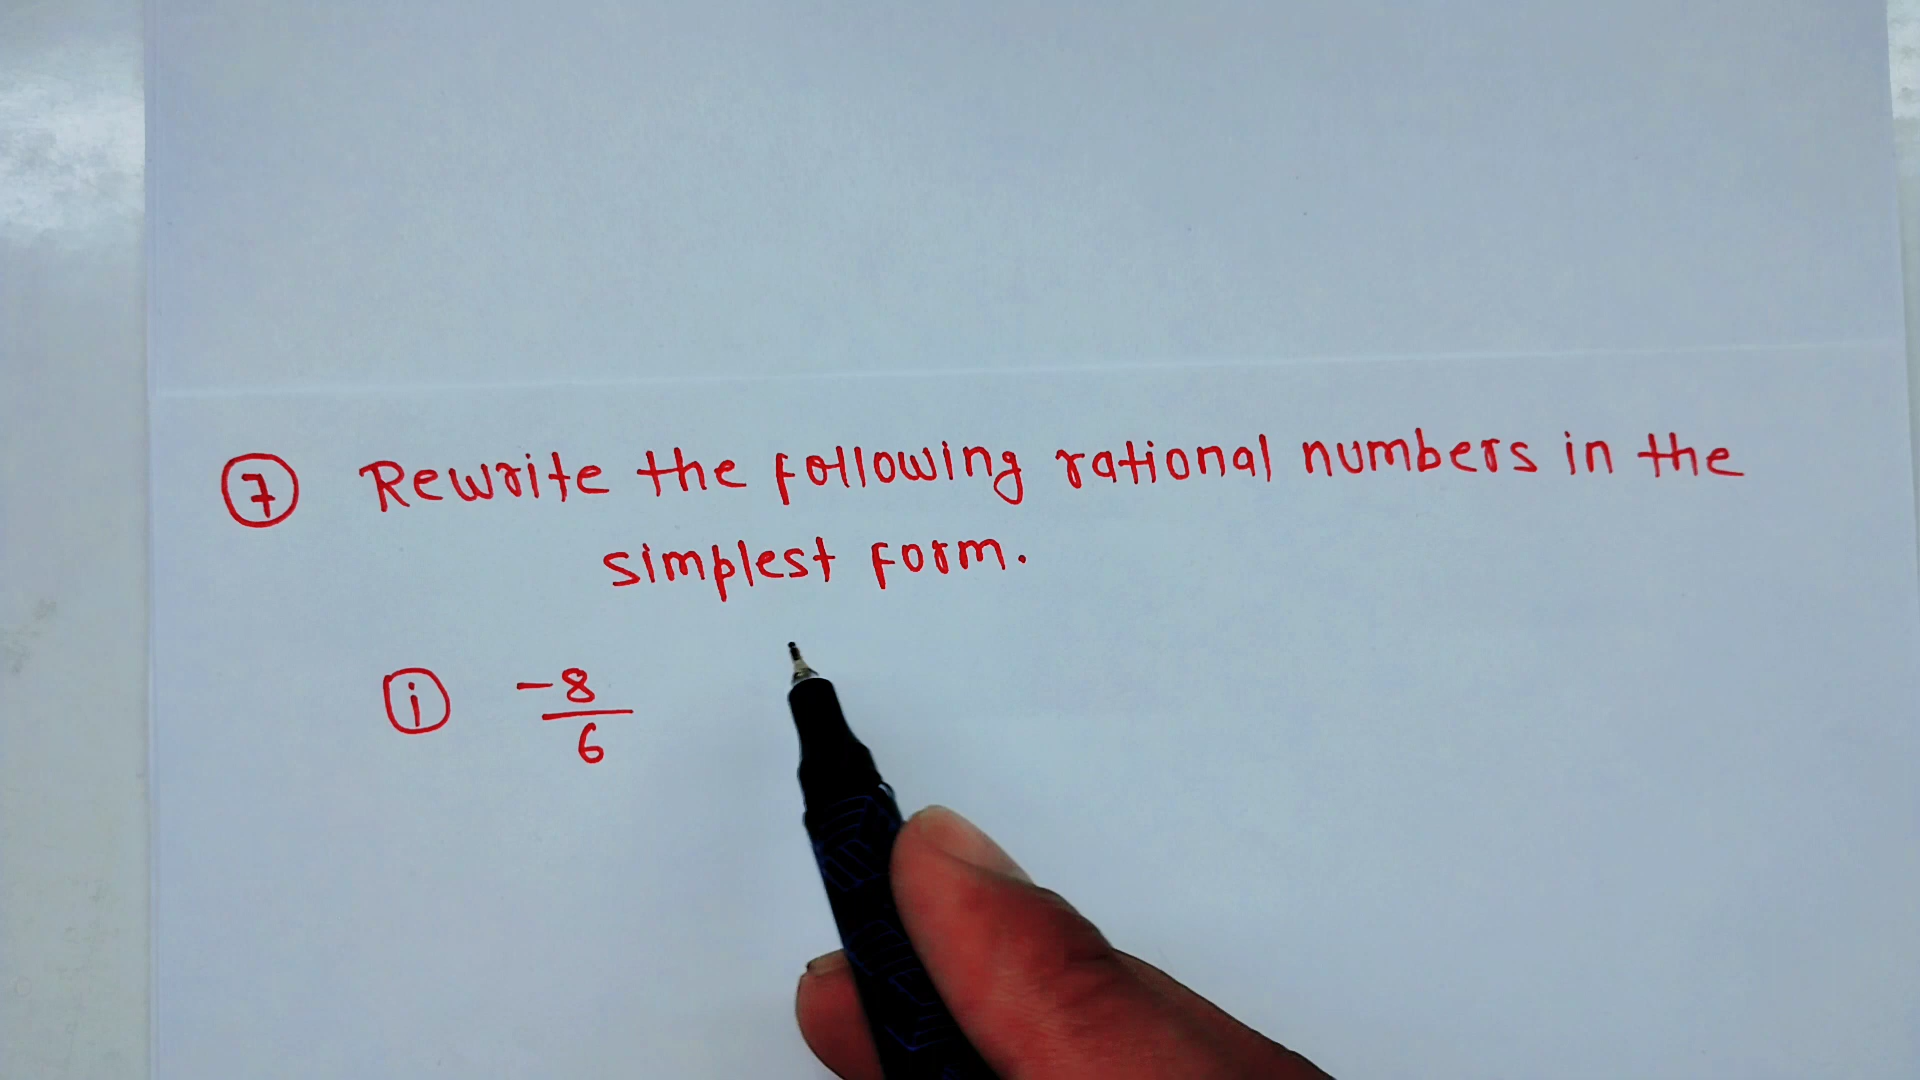 7 Rewrite the following rational numbers in the
simplest form.
i -8/6